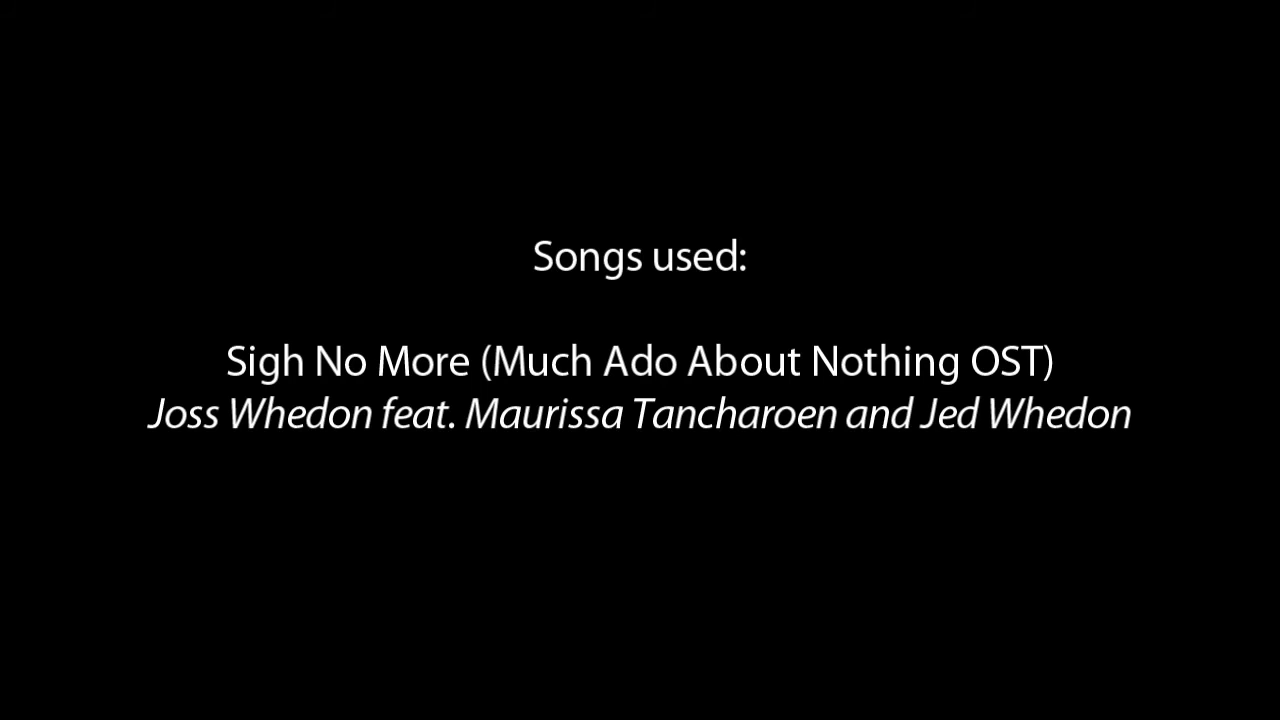 Songs used:
Sigh No More (Much Ado About Nothing OST)
Joss Whedon feat. Maurissa Tancharoen and Jed Whedon